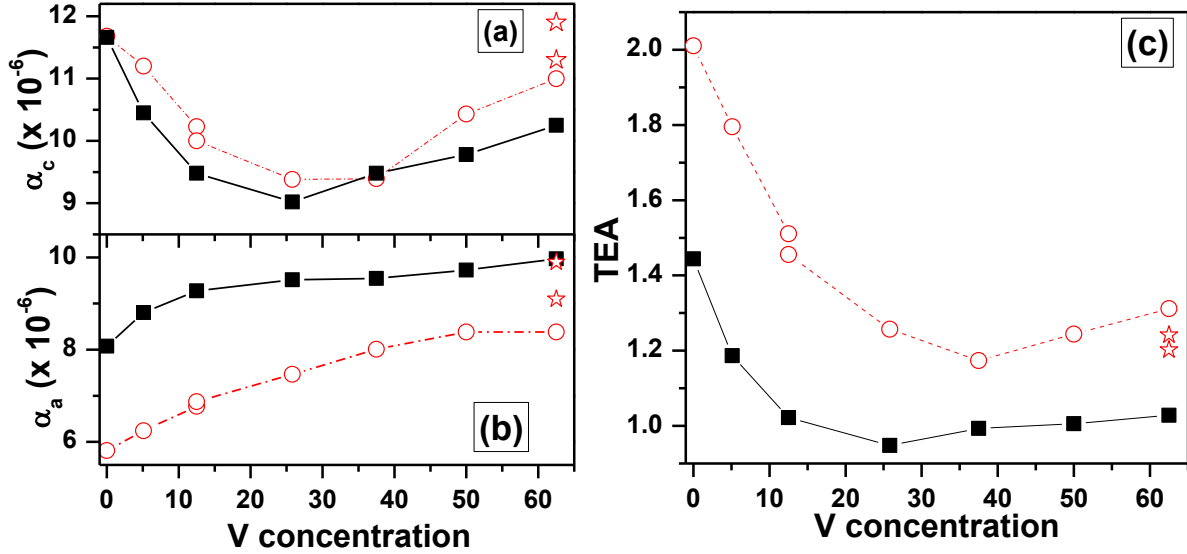 (a)
α_c (x 10⁻⁶)
12
11
10
9
(b)
α_a (x 10⁻⁶)
10
8
6
0 10 20 30 40 50 60
V concentration
(c)
TEA
2.0
1.8
1.6
1.4
1.2
1.0
0 10 20 30 40 50 60
V concentration